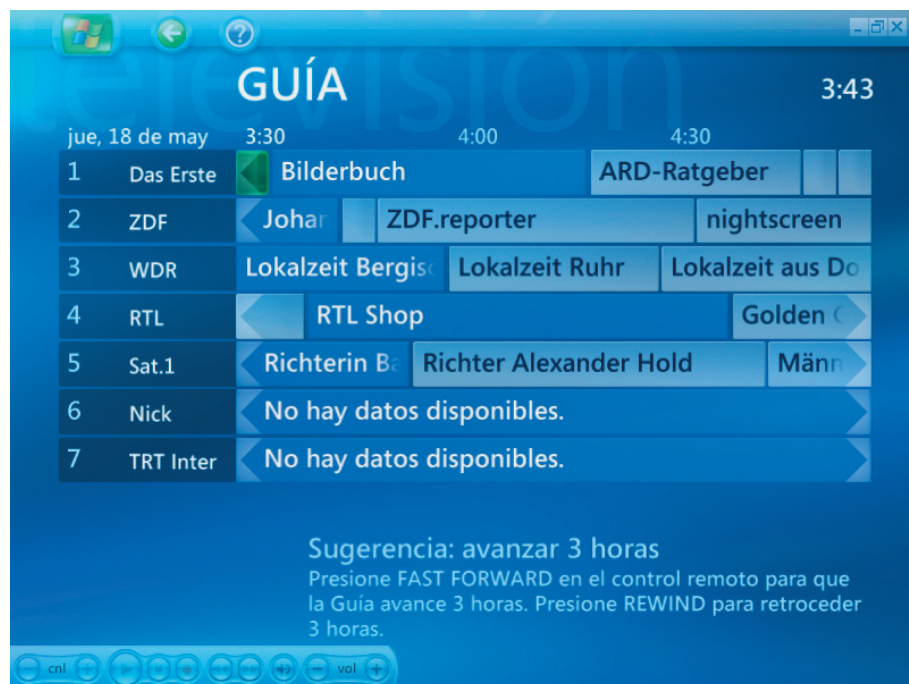 televisión
GUÍA 3:43
jue, 18 de may 3:30 4:00 4:30
1 Das Erste Bilderbuch ARD-Ratgeber
2 ZDF Johan ZDF.reporter nightscreen
3 WDR Lokalzeit Bergisc Lokalzeit Ruhr Lokalzeit aus Do
4 RTL RTL Shop Golden
5 Sat.1 Richterin Ba Richter Alexander Hold Männ
6 Nick No hay datos disponibles.
7 TRT Inter No hay datos disponibles.
Sugerencia: avanzar 3 horas
Presione FAST FORWARD en el control remoto para que
la Guía avance 3 horas. Presione REWIND para retroceder
3 horas.
cnl vol